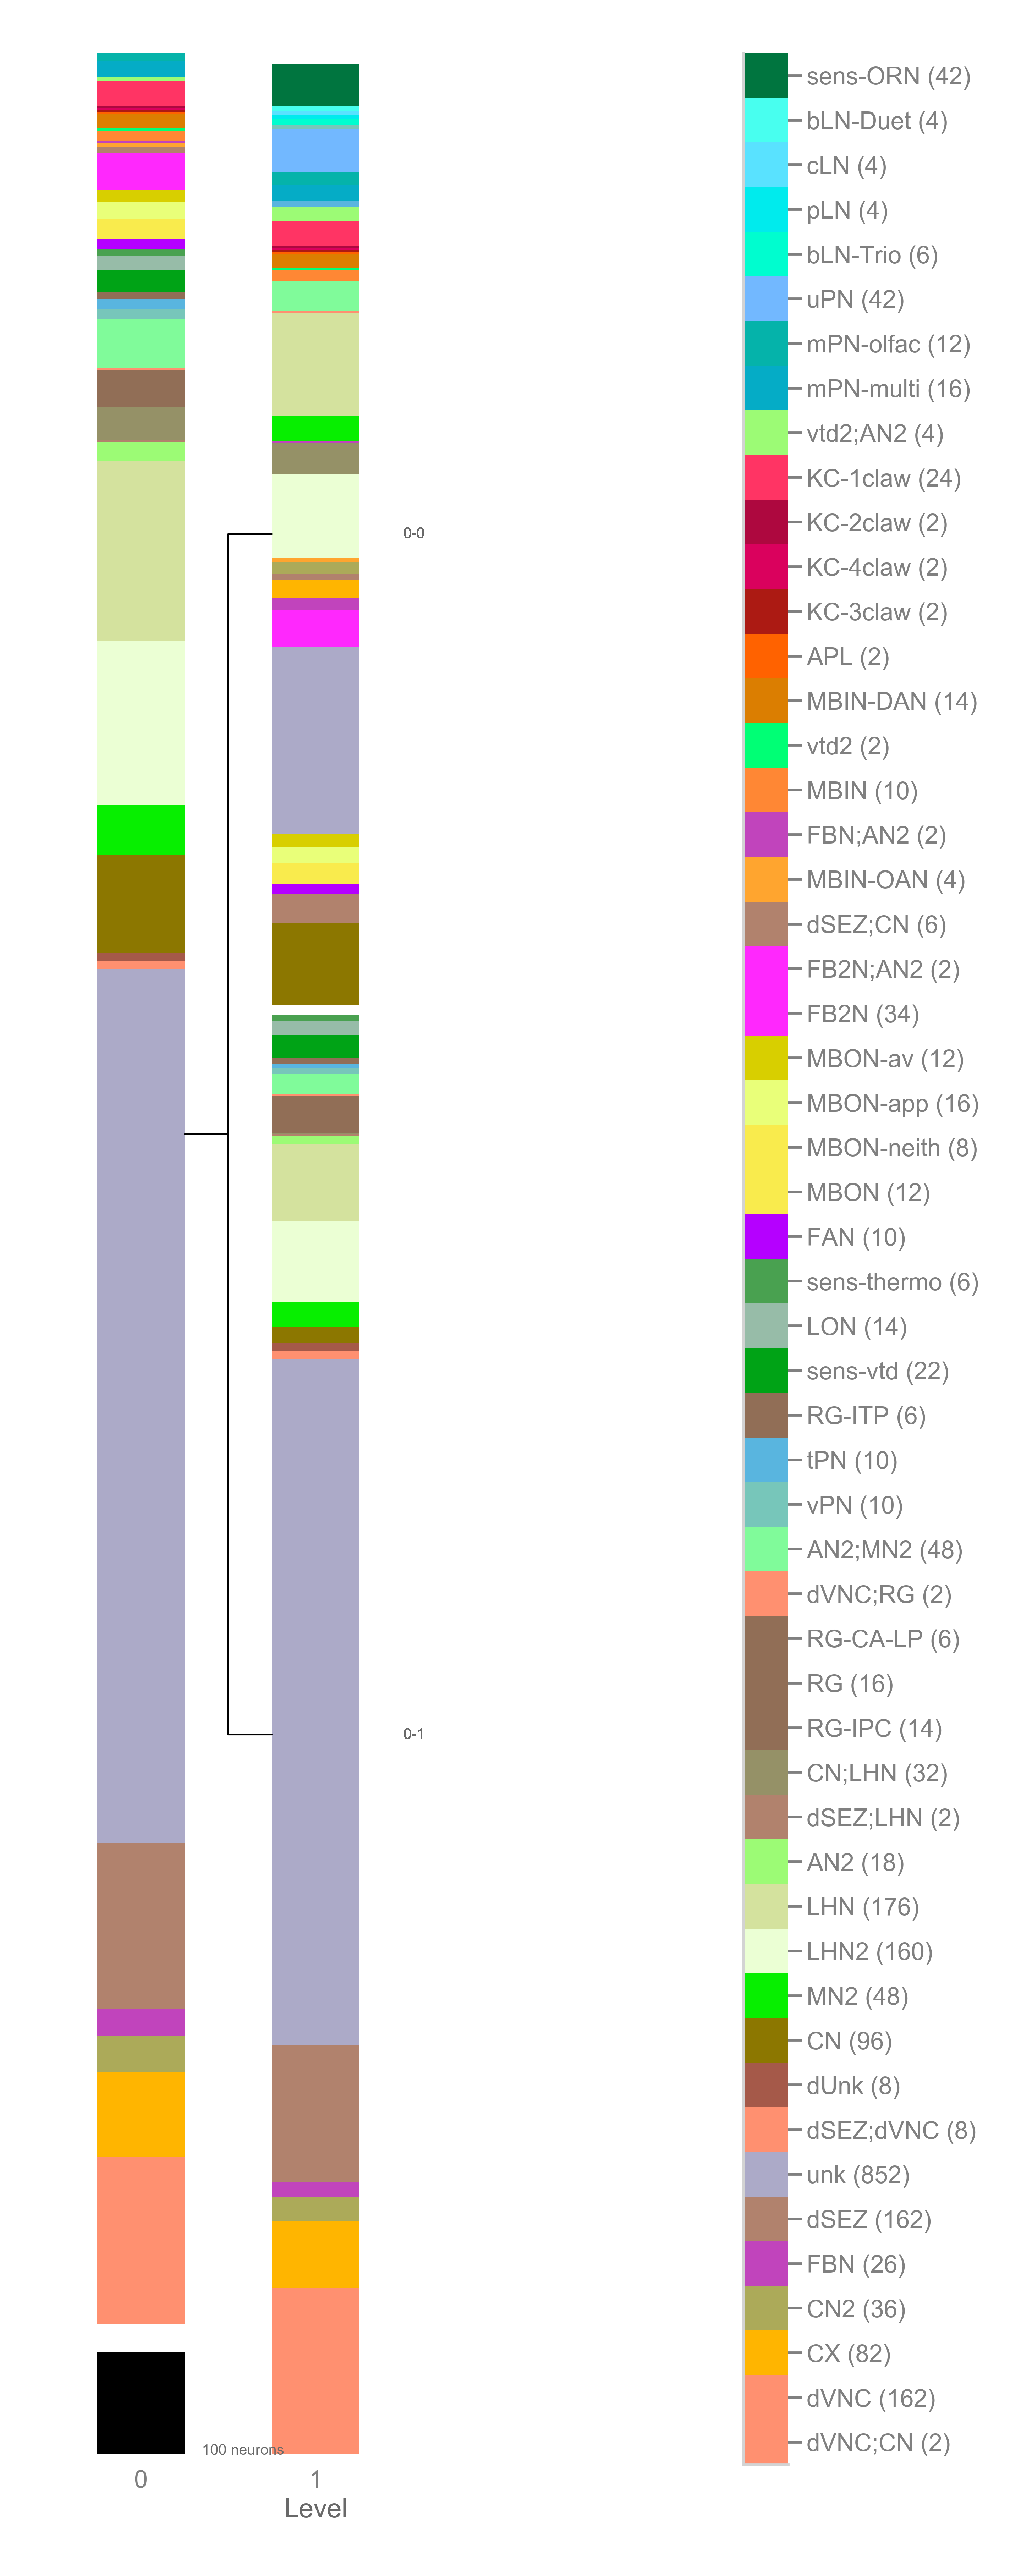 sens-ORN (42)
bLN-Duet (4)
cLN (4)
pLN (4)
bLN-Trio (6)
uPN (42)
mPN-olfac (12)
mPN-multi (16)
vtd2;AN2 (4)
KC-1claw (24)
KC-2claw (2)
KC-4claw (2)
KC-3claw (2)
APL (2)
MBIN-DAN (14)
vtd2 (2)
MBIN (10)
FBN;AN2 (2)
MBIN-OAN (4)
dSEZ;CN (6)
FB2N;AN2 (2)
FB2N (34)
MBON-av (12)
MBON-app (16)
MBON-neith (8)
MBON (12)
FAN (10)
sens-thermo (6)
LON (14)
sens-vtd (22)
RG-ITP (6)
tPN (10)
vPN (10)
AN2;MN2 (48)
dVNC;RG (2)
RG-CA-LP (6)
RG (16)
RG-IPC (14)
CN;LHN (32)
dSEZ;LHN (2)
AN2 (18)
LHN (176)
LHN2 (160)
MN2 (48)
CN (96)
dUnk (8)
dSEZ;dVNC (8)
unk (852)
dSEZ (162)
FBN (26)
CN2 (36)
CX (82)
dVNC (162)
dVNC;CN (2)
0-0
0-1
100 neurons
0
1
Level